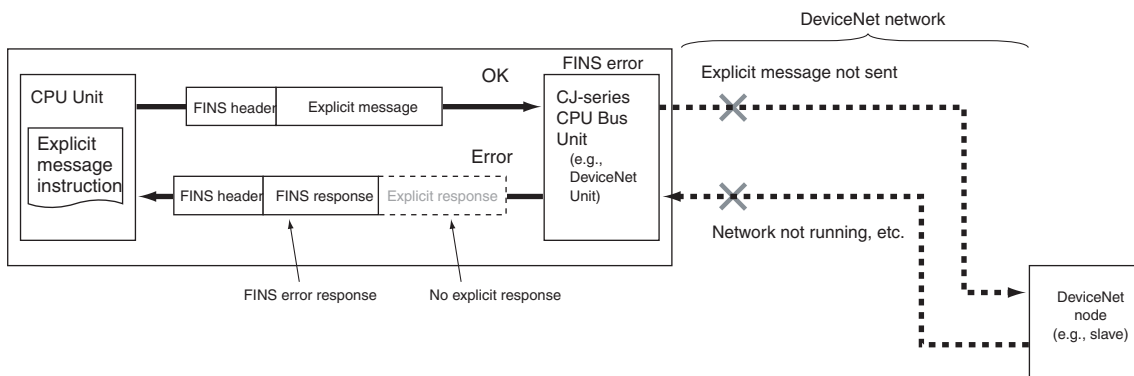 DeviceNet network
FINS error
OK
Explicit message not sent
CPU Unit
FINS header
Explicit message
CJ-series
CPU Bus
Unit
(e.g.,
DeviceNet
Unit)
Explicit
message
instruction
Error
FINS header
FINS response
Explicit response
Network not running, etc.
FINS error response
No explicit response
DeviceNet
node
(e.g., slave)